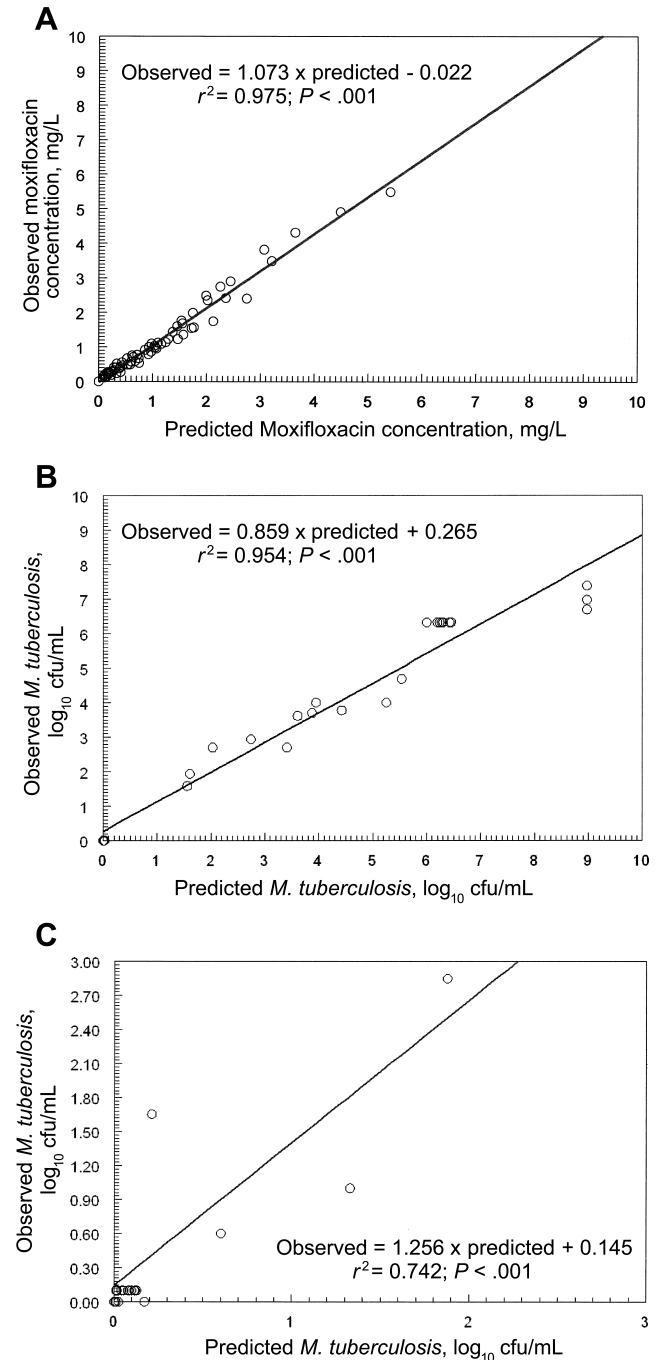 A
10
9
8
7
6
5
4
3
2
1
0
Observed moxifloxacin
concentration, mg/L
Observed = 1.073 x predicted - 0.022
r² = 0.975; P < .001
0 1 2 3 4 5 6 7 8 9 10
Predicted Moxifloxacin concentration, mg/L
B
10
9
8
7
6
5
4
3
2
1
0
Observed M. tuberculosis,
log₁₀ cfu/mL
Observed = 0.859 x predicted + 0.265
r² = 0.954; P < .001
0 1 2 3 4 5 6 7 8 9 10
Predicted M. tuberculosis, log₁₀ cfu/mL
C
3.00
2.70
2.40
2.10
1.80
1.50
1.20
0.90
0.60
0.30
0.00
Observed M. tuberculosis,
log₁₀ cfu/mL
Observed = 1.256 x predicted + 0.145
r² = 0.742; P < .001
0 1 2 3
Predicted M. tuberculosis, log₁₀ cfu/mL